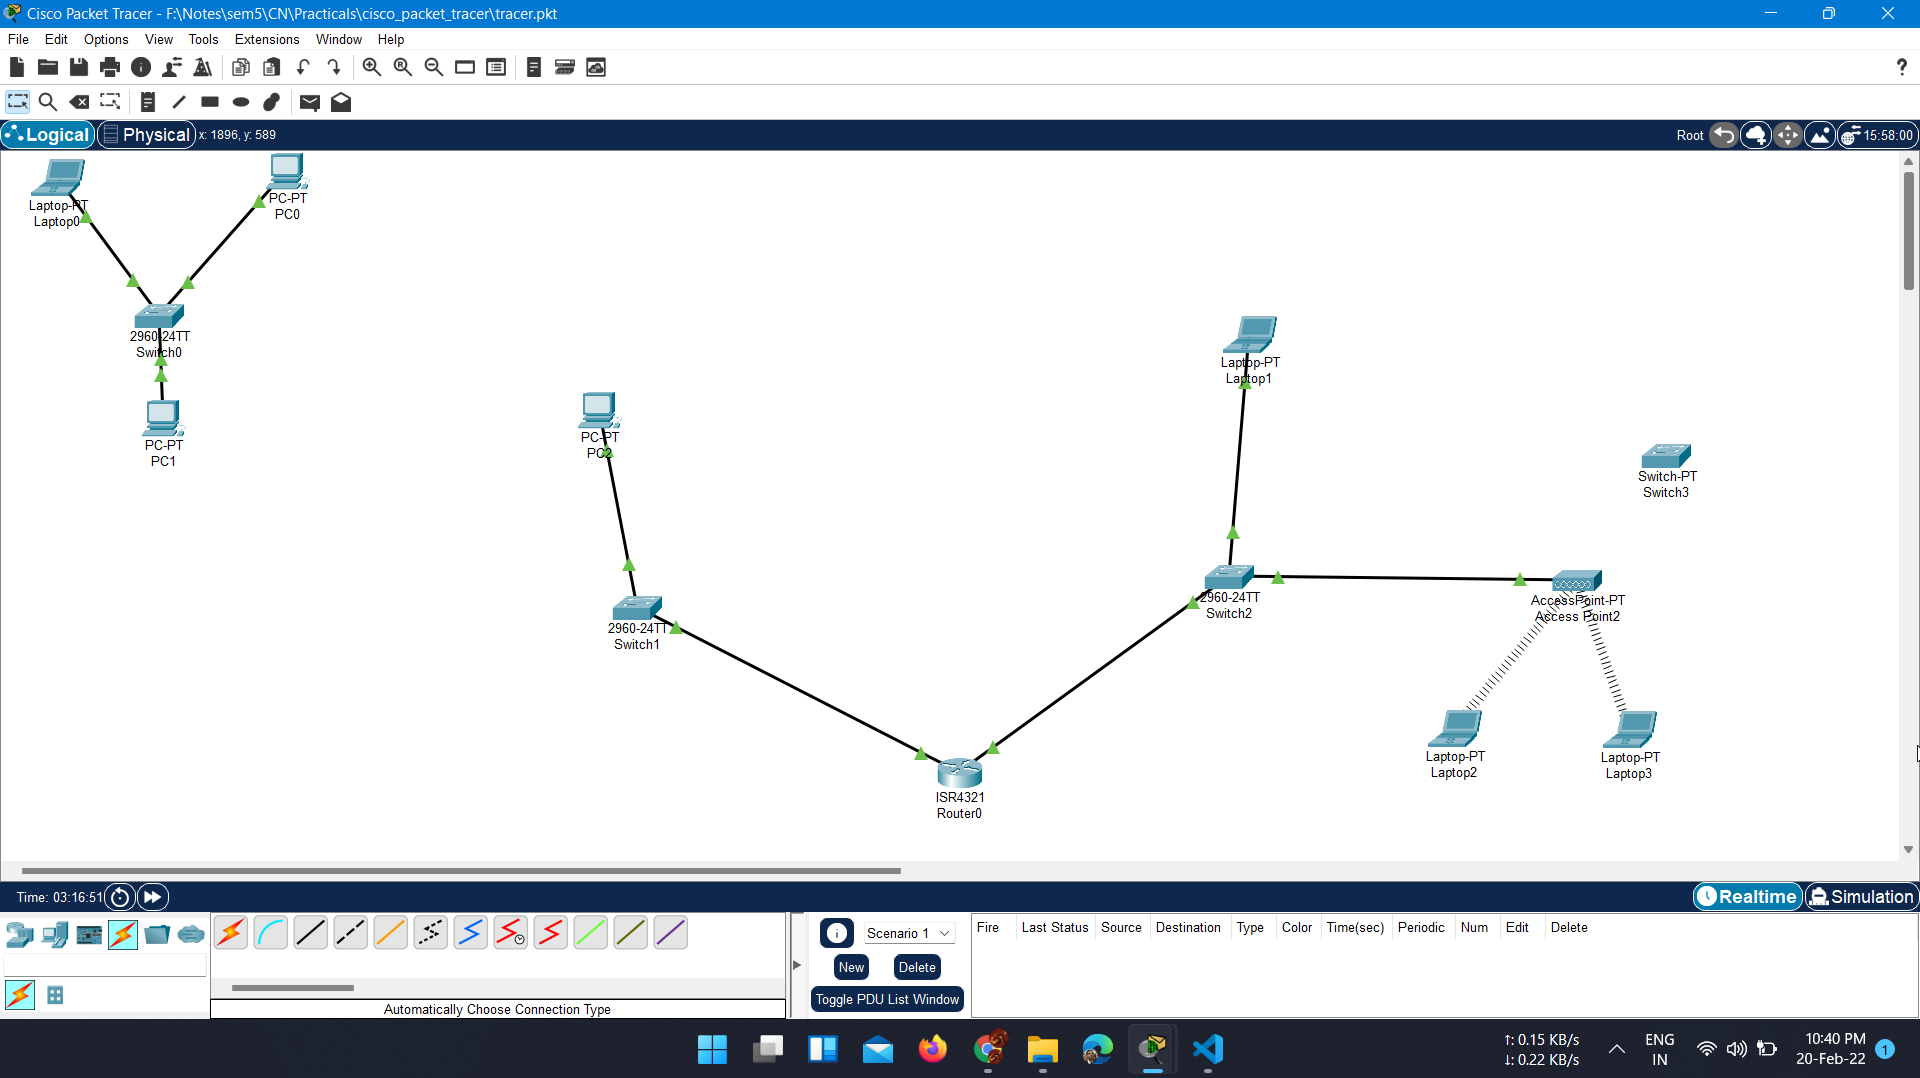 Cisco Packet Tracer - F:\Notes\sem5\CN\Practicals\cisco_packet_tracer\tracer.pkt
File Edit Options View Tools Extensions Window Help
?
Logical Physical x: 1896, y: 589 Root 15:58:00
Laptop-PT
Laptop0
PC-PT
PC0
2960-24TT
Switch0
PC-PT
PC1
PC-PT
PC2
2960-24TT
Switch1
Laptop-PT
Laptop1
Switch-PT
Switch3
2960-24TT
Switch2
AccessPoint-PT
Access Point2
Laptop-PT
Laptop2
Laptop-PT
Laptop3
ISR4321
Router0
Time: 03:16:51 Realtime Simulation
Scenario 1
New Delete
Toggle PDU List Window
Fire Last Status Source Destination Type Color Time(sec) Periodic Num Edit Delete
Automatically Choose Connection Type
↑: 0.15 KB/s
↓: 0.22 KB/s
ENG
IN
10:40 PM
20-Feb-22
1